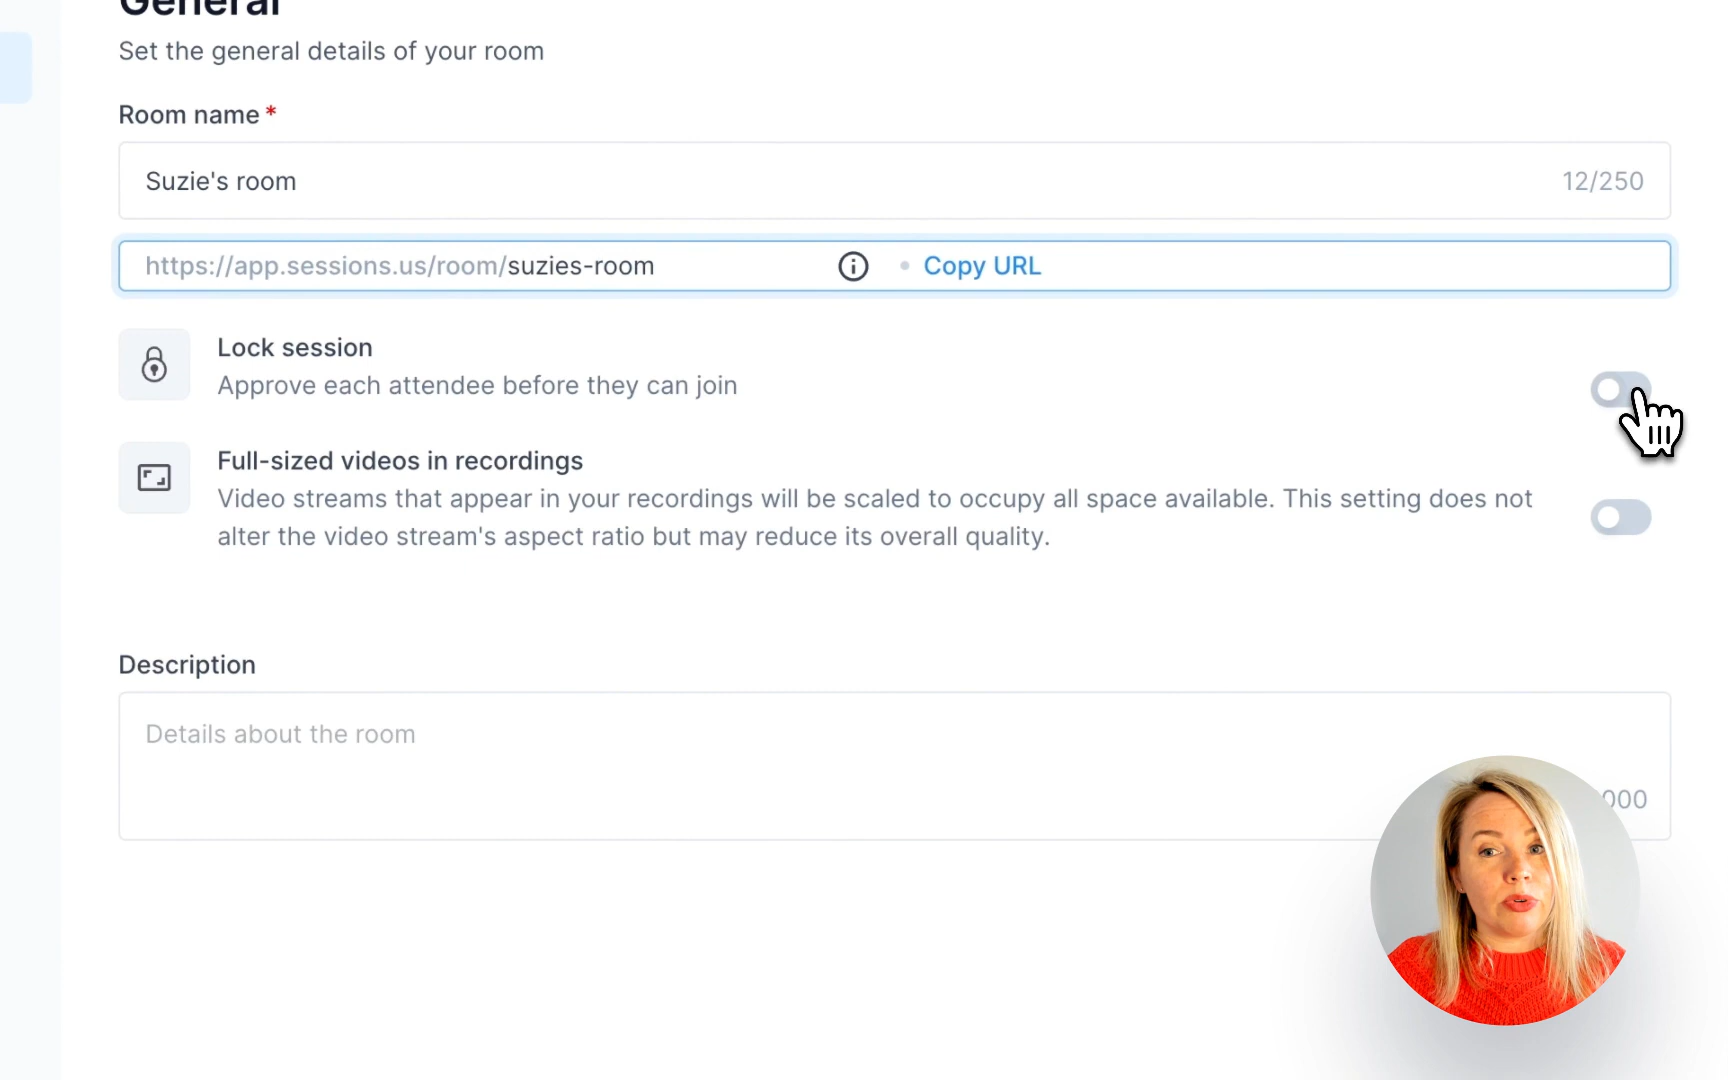 General
Set the general details of your room
Room name *
Suzie's room 12/250
https://app.sessions.us/room/suzies-room Copy URL
Lock session
Approve each attendee before they can join
Full-sized videos in recordings
Video streams that appear in your recordings will be scaled to occupy all space available. This setting does not
alter the video stream's aspect ratio but may reduce its overall quality.
Description
Details about the room
000